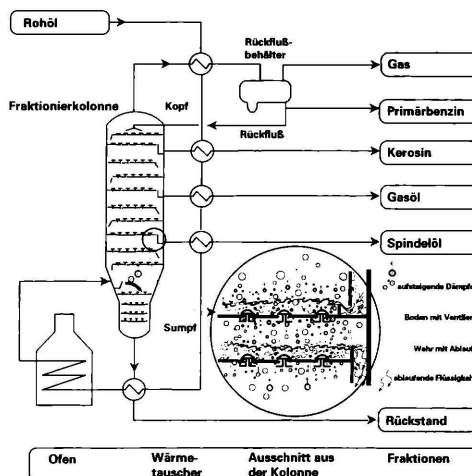 Rohöl
Rückfluß-
behälter
Gas
Fraktionierkolonne
Kopf
Primärbenzin
Rückfluß
Kerosin
Gasöl
Spindelöl
aufsteigende Dämpfe
Boden mit Ventilen
Sumpf
Wehr mit Ablauf
ablaufende Flüssigkeit
Rückstand
Ofen
Wärme-
tauscher
Ausschnitt aus
der Kolonne
Fraktionen